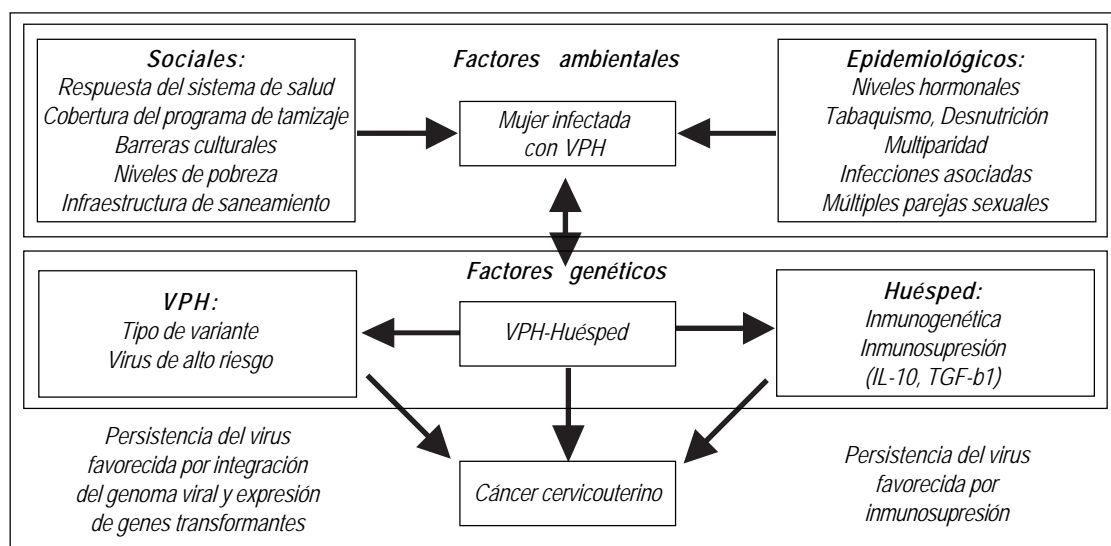 Sociales:
Respuesta del sistema de salud
Cobertura del programa de tamizaje
Barreras culturales
Niveles de pobreza
Infraestructura de saneamiento
Factores ambientales
Mujer infectada
con VPH
Epidemiológicos:
Niveles hormonales
Tabaquismo, Desnutrición
Multiparidad
Infecciones asociadas
Múltiples parejas sexuales
Factores genéticos
VPH:
Tipo de variante
Virus de alto riesgo
VPH-Huésped
Huésped:
Inmunogenética
Inmunosupresión
(IL-10, TGF-b1)
Persistencia del virus
favorecida por integración
del genoma viral y expresión
de genes transformantes
Cáncer cervicouterino
Persistencia del virus
favorecida por
inmunosupresión